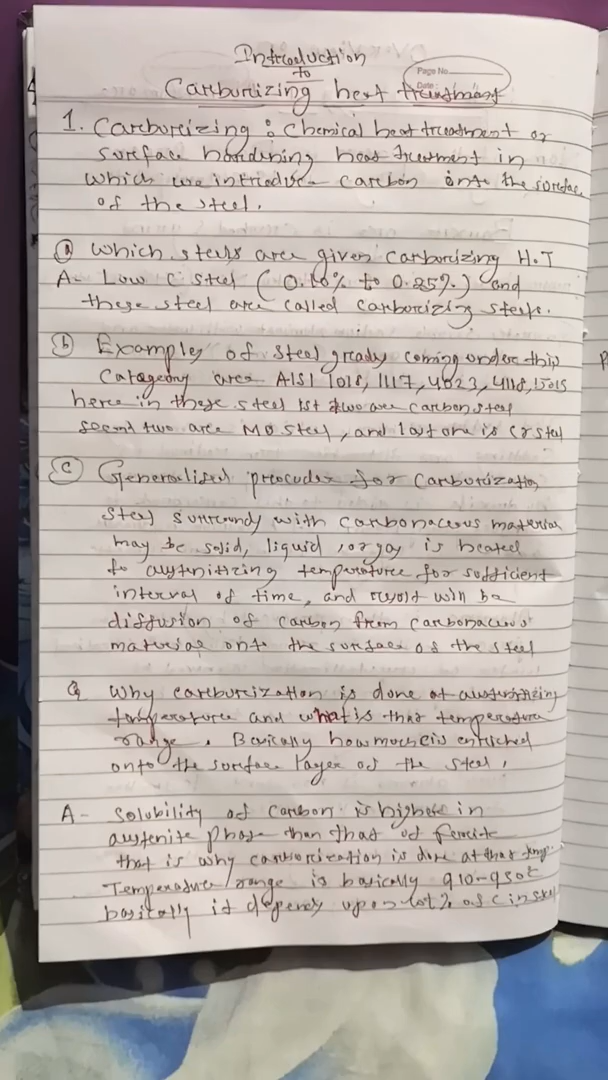 Introduction
to
Page No.
Date
Carburizing heat treatment
1. Carburizing : Chemical heat treatment or
surface hardening heat treatment in
which we introduce carbon onto the surface
of the steel.
(a) Which steels are given carburizing H.T
A- Low C steel (0.10% to 0.25%) and
these steel are called carburizing steels.
(b) Examples of steel grades coming under this
Category are AISI 1018, 1117, 4023, 4118, 5015
here in these steel 1st two are carbon steel
second two are MO steel, and last one is Cr steel
(c) Generalised procedure for carburization
Steel surrounds with carbonaceous material
may be solid, liquid, or gas is heated
to austenitizing temperature for sufficient
interval of time, and result will be
diffusion of carbon from carbonaceous
material onto the surface of the steel
Q Why carburization is done at austenitizing
temperature and what is that temperature
range. Basically how much is enriched
onto the surface layer of the steel.
A- Solubility of carbon is highest in
austenite phase than that of ferrite
that is why carburization is done at that temp.
Temperature range is basically 910-950°
basically it depends upon % of C in steel